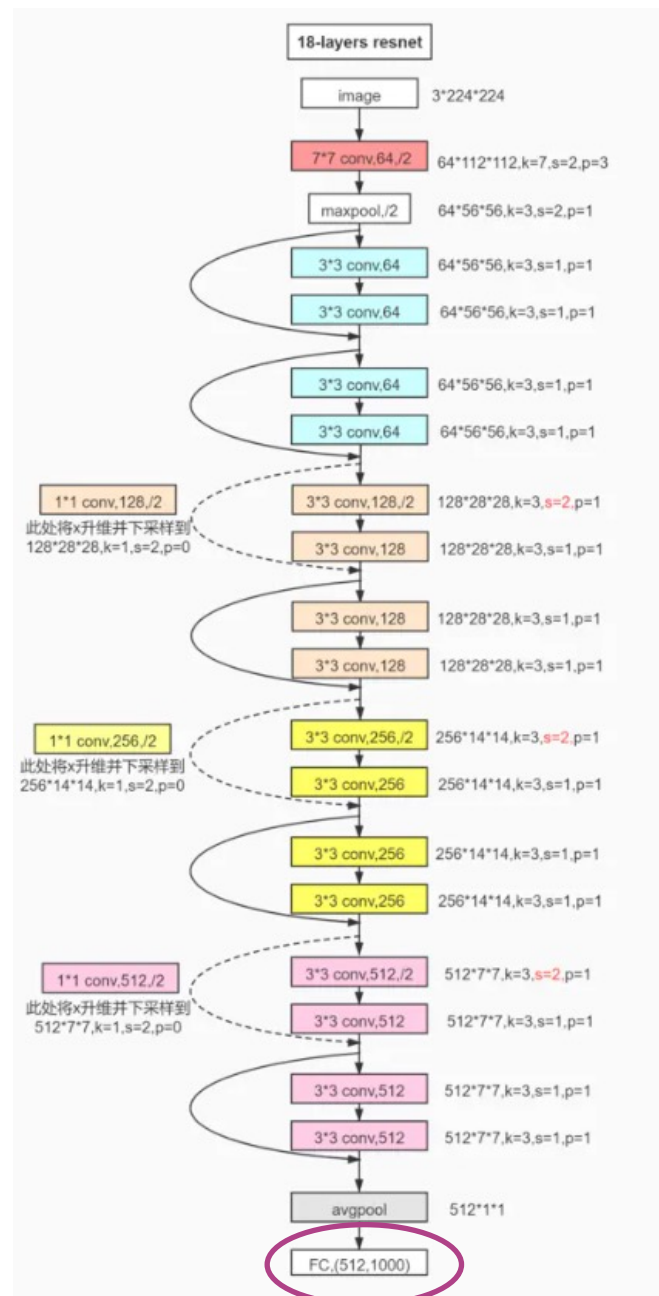 18-layers resnet
image 3*224*224
7*7 conv,64,/2 64*112*112,k=7,s=2,p=3
maxpool,/2 64*56*56,k=3,s=2,p=1
3*3 conv,64 64*56*56,k=3,s=1,p=1
3*3 conv,64 64*56*56,k=3,s=1,p=1
3*3 conv,64 64*56*56,k=3,s=1,p=1
3*3 conv,64 64*56*56,k=3,s=1,p=1
1*1 conv,128,/2 3*3 conv,128,/2 128*28*28,k=3,s=2,p=1
此处将x升维并下采样到
128*28*28,k=1,s=2,p=0 3*3 conv,128 128*28*28,k=3,s=1,p=1
3*3 conv,128 128*28*28,k=3,s=1,p=1
3*3 conv,128 128*28*28,k=3,s=1,p=1
1*1 conv,256,/2 3*3 conv,256,/2 256*14*14,k=3,s=2,p=1
此处将x升维并下采样到
256*14*14,k=1,s=2,p=0 3*3 conv,256 256*14*14,k=3,s=1,p=1
3*3 conv,256 256*14*14,k=3,s=1,p=1
3*3 conv,256 256*14*14,k=3,s=1,p=1
1*1 conv,512,/2 3*3 conv,512,/2 512*7*7,k=3,s=2,p=1
此处将x升维并下采样到
512*7*7,k=1,s=2,p=0 3*3 conv,512 512*7*7,k=3,s=1,p=1
3*3 conv,512 512*7*7,k=3,s=1,p=1
3*3 conv,512 512*7*7,k=3,s=1,p=1
avgpool 512*1*1
FC,(512,1000)